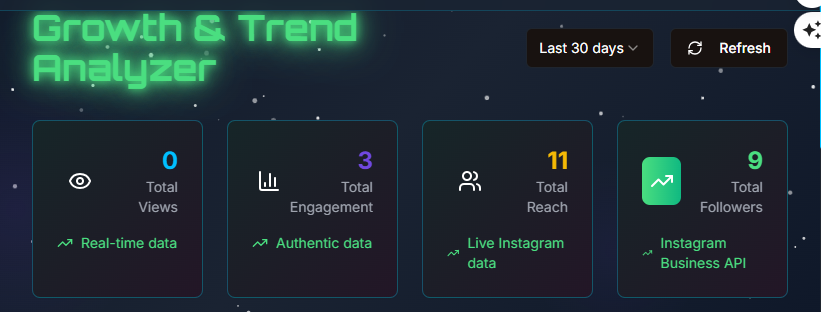 Growth & Trend
Analyzer
Last 30 days
Refresh
0
Total
Views
Real-time data
3
Total
Engagement
Authentic data
11
Total
Reach
Live Instagram
data
9
Total
Followers
Instagram
Business API